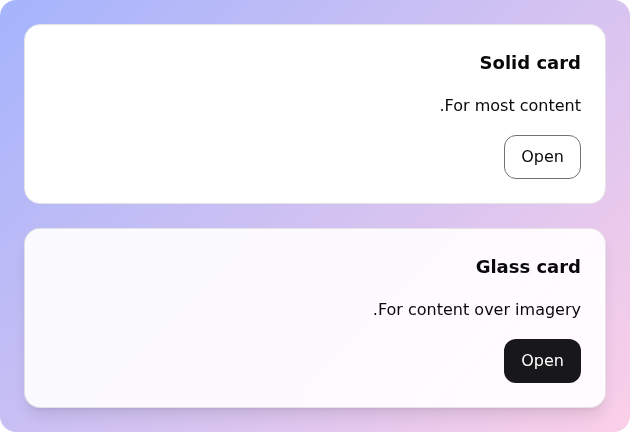 Solid card
.For most content
Open
Glass card
.For content over imagery
Open